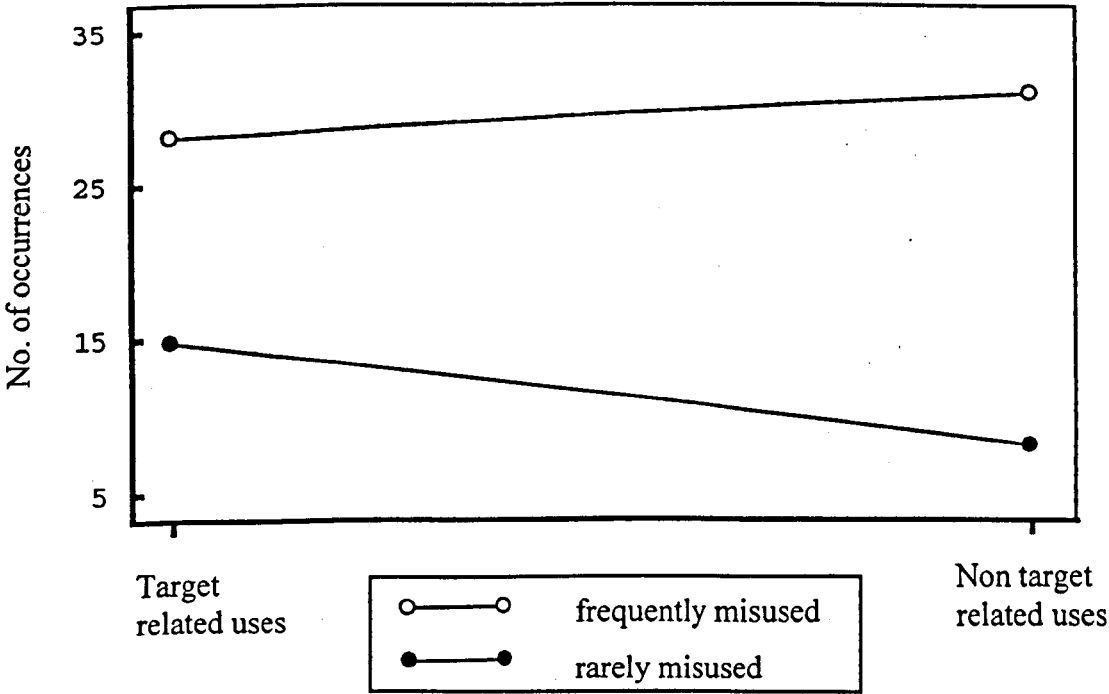 35
25
15
5
No. of occurrences
Target
related uses
Non target
related uses
frequently misused
rarely misused